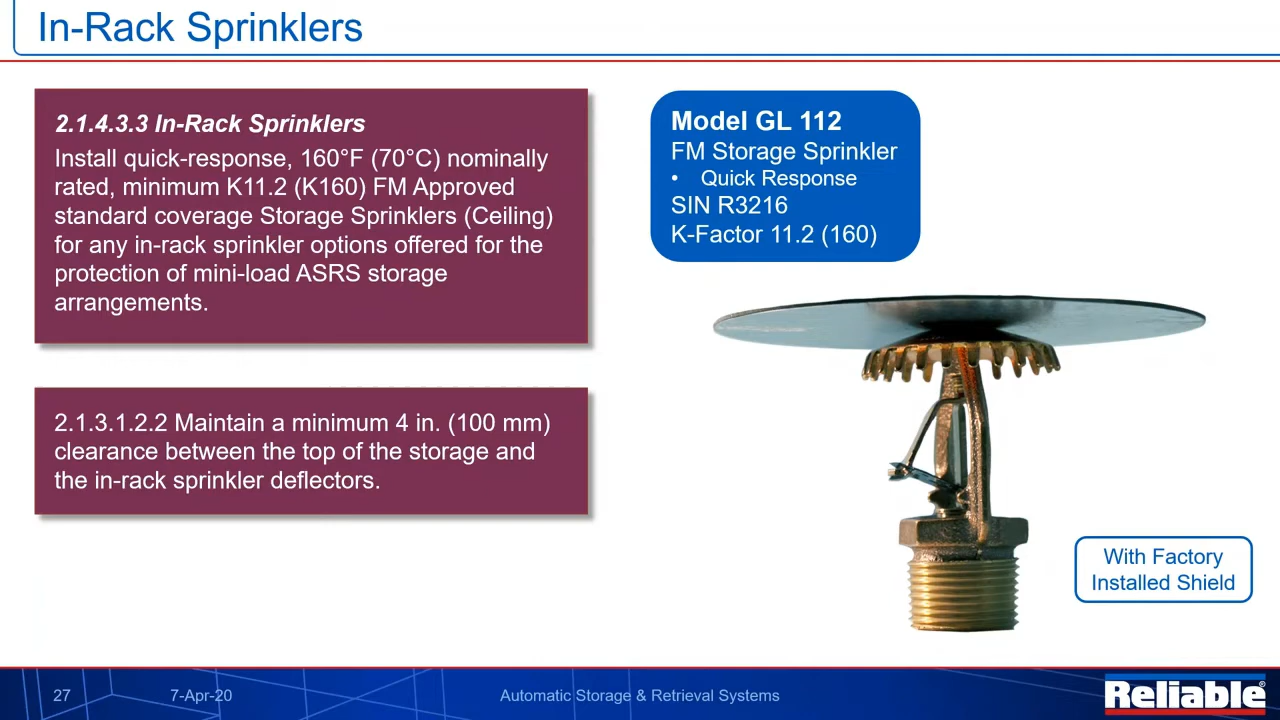 In-Rack Sprinklers
2.1.4.3.3 In-Rack Sprinklers
Install quick-response, 160°F (70°C) nominally
rated, minimum K11.2 (K160) FM Approved
standard coverage Storage Sprinklers (Ceiling)
for any in-rack sprinkler options offered for the
protection of mini-load ASRS storage
arrangements.
2.1.3.1.2.2 Maintain a minimum 4 in. (100 mm)
clearance between the top of the storage and
the in-rack sprinkler deflectors.
Model GL 112
FM Storage Sprinkler
• Quick Response
SIN R3216
K-Factor 11.2 (160)
With Factory
Installed Shield
27
7-Apr-20
Automatic Storage & Retrieval Systems
Reliable®